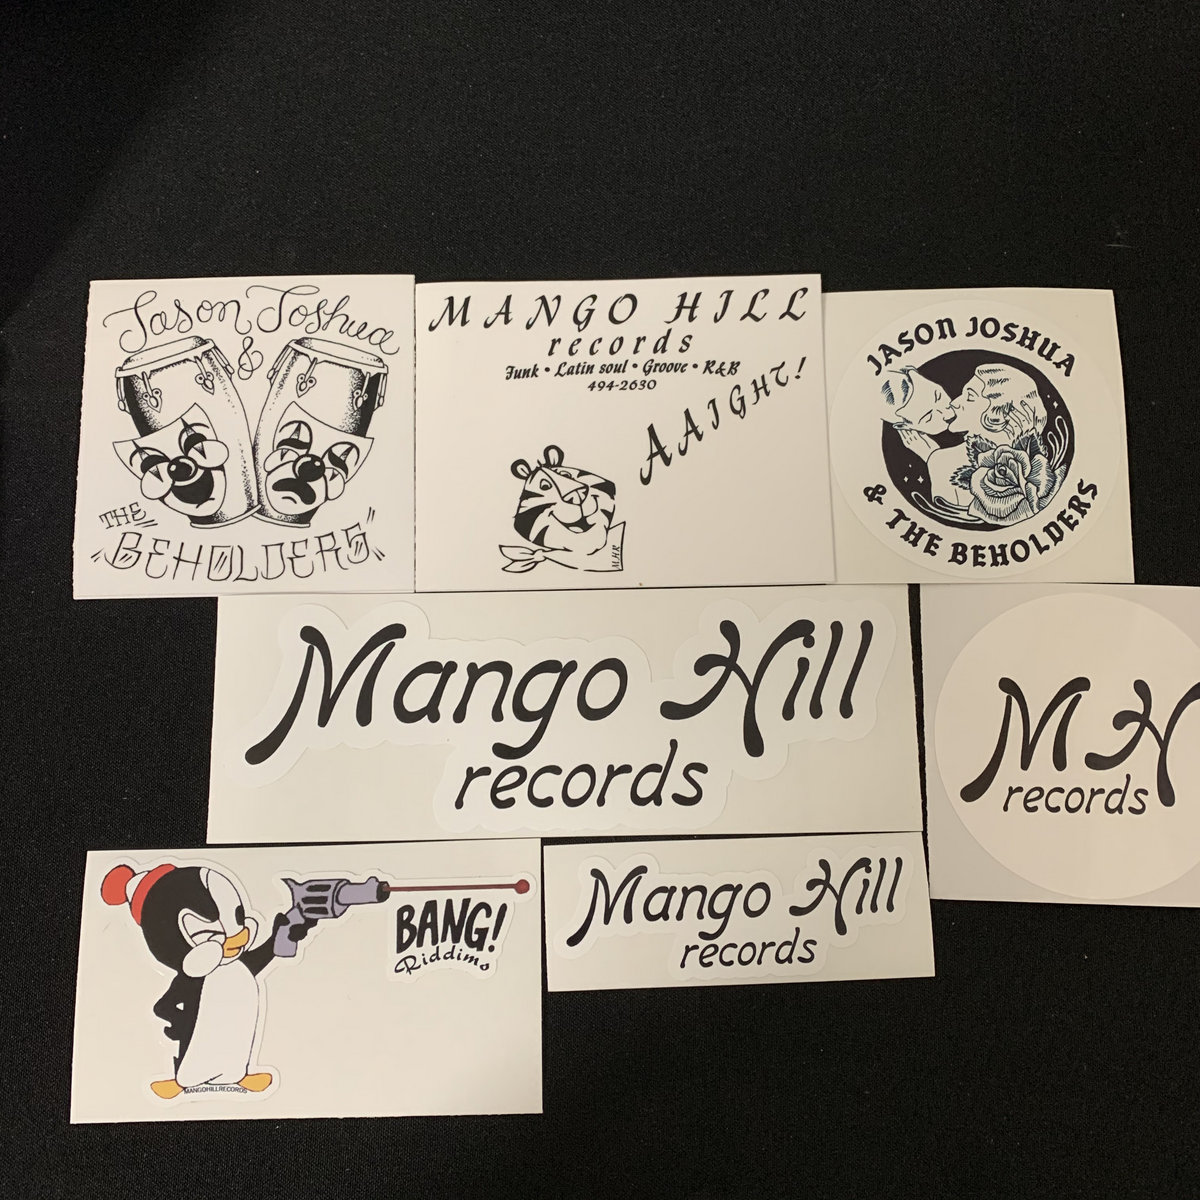 Jason Joshua
&
THE
"BEHOLDERS"
MANGO HILL
records
Funk • Latin soul • Groove • R&B
494-2630
AAIGHT!
MHR
JASON JOSHUA
& THE BEHOLDERS
Mango Hill
records
MH
records
BANG!
Riddims
MANGOHILLRECORDS
Mango Hill
records